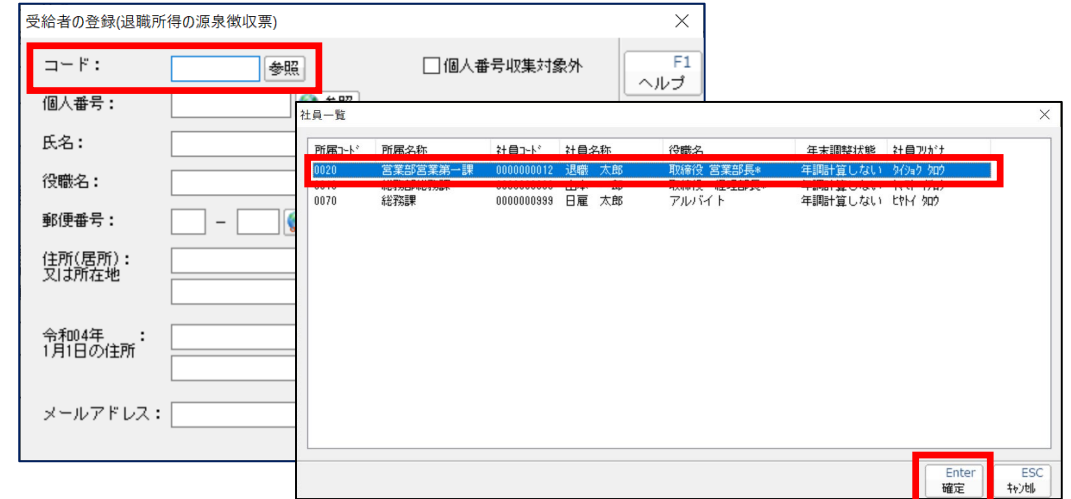 受給者の登録(退職所得の源泉徴収票)
コード： 参照 個人番号収集対象外 F1 ヘルプ
個人番号：
氏名：
役職名：
郵便番号： －
住所(居所)：
又は所在地
令和04年 ：
1月1日の住所
メールアドレス：
社員一覧
所属ｺｰﾄﾞ 所属名称 社員ｺｰﾄﾞ 社員名称 役職名 年末調整状態 社員ﾌﾘｶﾞﾅ
0020 営業部営業第一課 0000000012 退職 太郎 取締役 営業部長* 年調計算しない ﾀｲｼｮｸ ﾀﾛｳ
0070 総務課 0000000999 日雇 太郎 アルバイト 年調計算しない ﾋﾔﾄｲ ﾀﾛｳ
Enter 確定
ESC ｷｬﾝｾﾙ